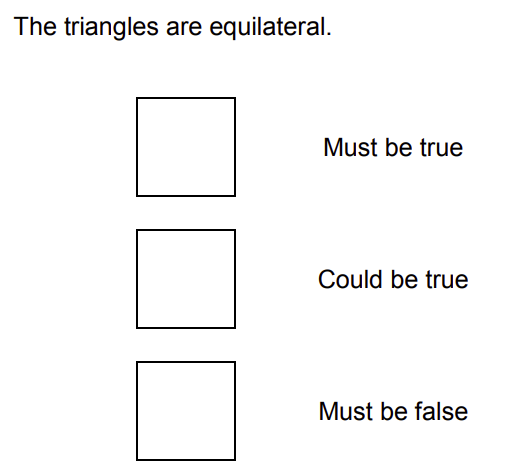 The triangles are equilateral.
Must be true
Could be true
Must be false